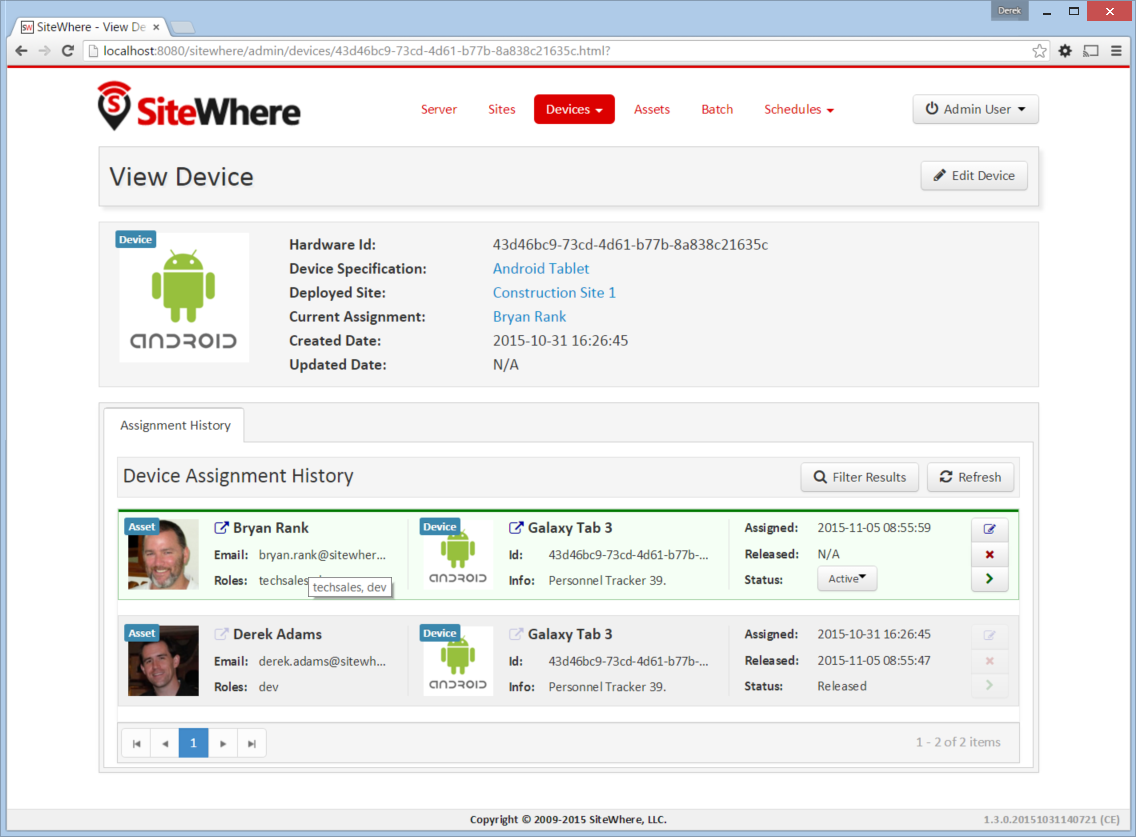 Derek
SW SiteWhere - View De
localhost:8080/sitewhere/admin/devices/43d46bc9-73cd-4d61-b77b-8a838c21635c.html?
S SiteWhere Server Sites Devices Assets Batch Schedules Admin User
View Device Edit Device
Device
android
Hardware Id: 43d46bc9-73cd-4d61-b77b-8a838c21635c
Device Specification: Android Tablet
Deployed Site: Construction Site 1
Current Assignment: Bryan Rank
Created Date: 2015-10-31 16:26:45
Updated Date: N/A
Assignment History
Device Assignment History Filter Results Refresh
Asset Bryan Rank Device Galaxy Tab 3 Assigned: 2015-11-05 08:55:59
Email: bryan.rank@sitewher... Id: 43d46bc9-73cd-4d61-b77b-... Released: N/A
Roles: techsales android Info: Personnel Tracker 39. Status: Active
techsales, dev
Asset Derek Adams Device Galaxy Tab 3 Assigned: 2015-10-31 16:26:45
Email: derek.adams@sitewh... Id: 43d46bc9-73cd-4d61-b77b-... Released: 2015-11-05 08:55:47
Roles: dev android Info: Personnel Tracker 39. Status: Released
1 1 - 2 of 2 items
Copyright © 2009-2015 SiteWhere, LLC. 1.3.0.20151031140721 (CE)